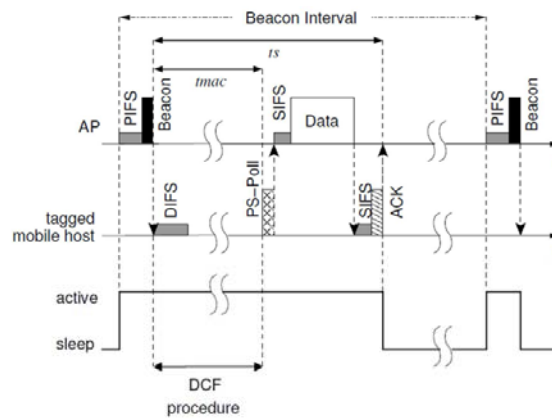 Beacon Interval
ts
tmac
PIFS
Beacon
SIFS
Data
PIFS
Beacon
AP
DIFS
PS-Poll
SIFS
ACK
tagged
mobile host
active
sleep
DCF
procedure